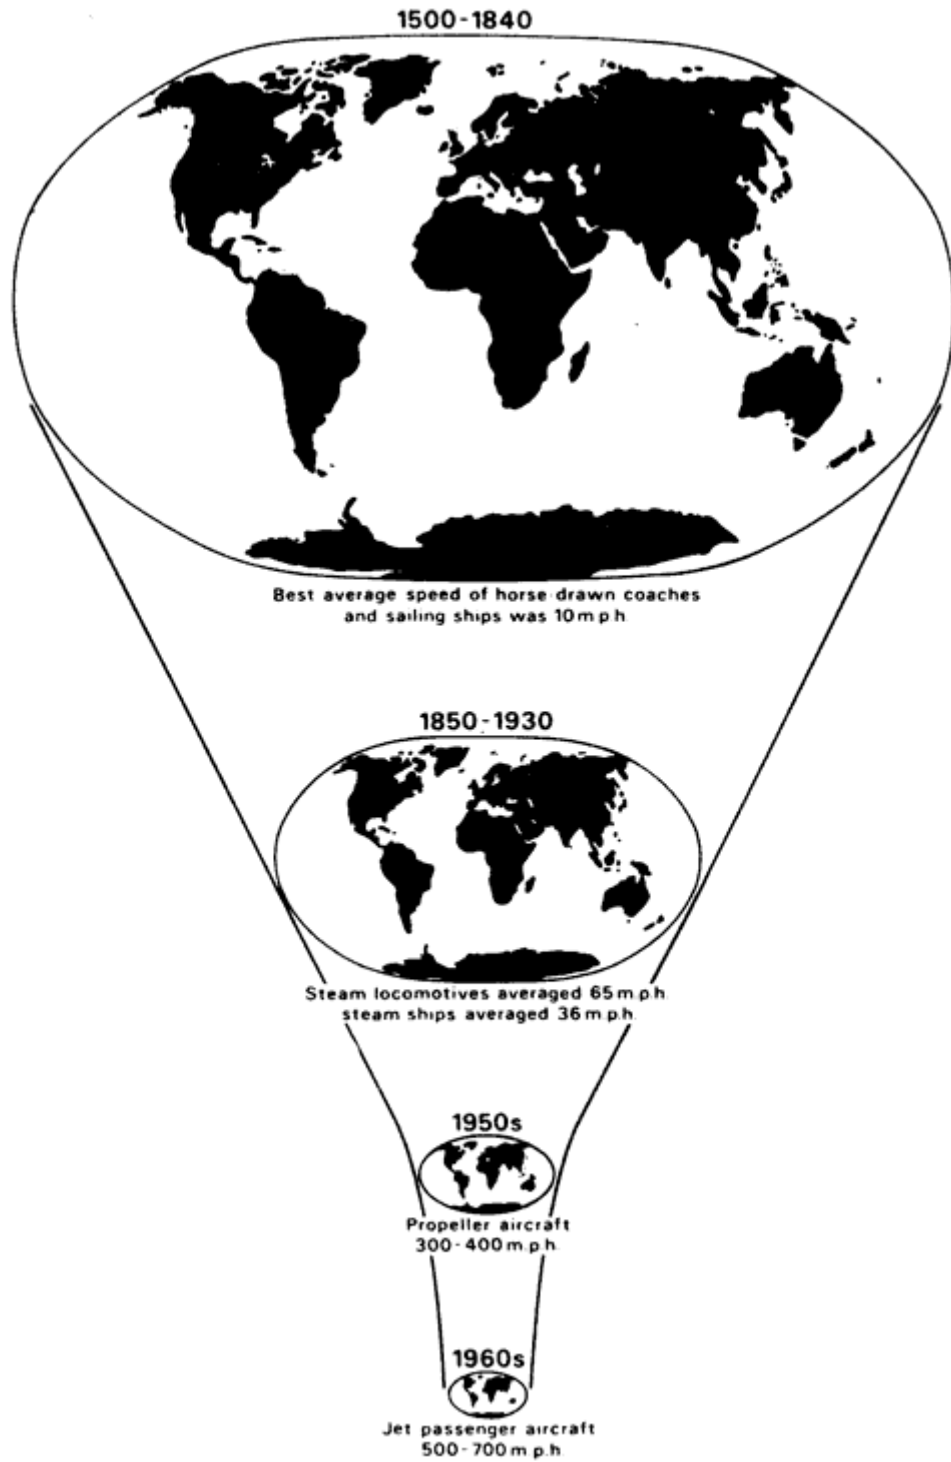 1500-1840
Best average speed of horse-drawn coaches
and sailing ships was 10 m.p.h.
1850-1930
Steam locomotives averaged 65 m.p.h.
steam ships averaged 36 m.p.h.
1950s
Propeller aircraft
300-400 m.p.h.
1960s
Jet passenger aircraft
500-700 m.p.h.